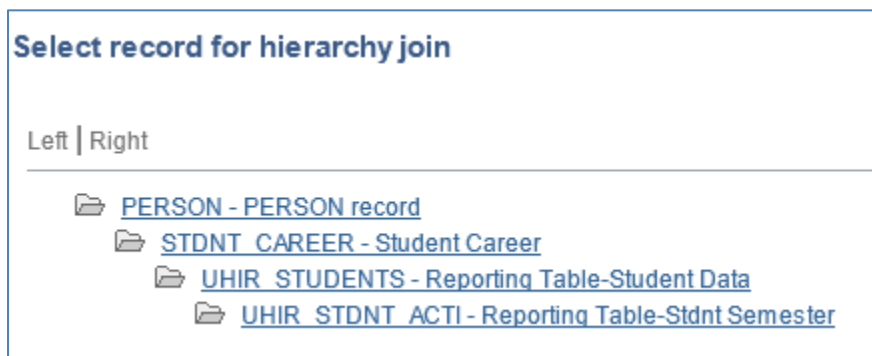 Select record for hierarchy join
Left | Right
PERSON - PERSON record
STDNT_CAREER - Student Career
UHIR_STUDENTS - Reporting Table-Student Data
UHIR_STDNT_ACTI - Reporting Table-Stdnt Semester